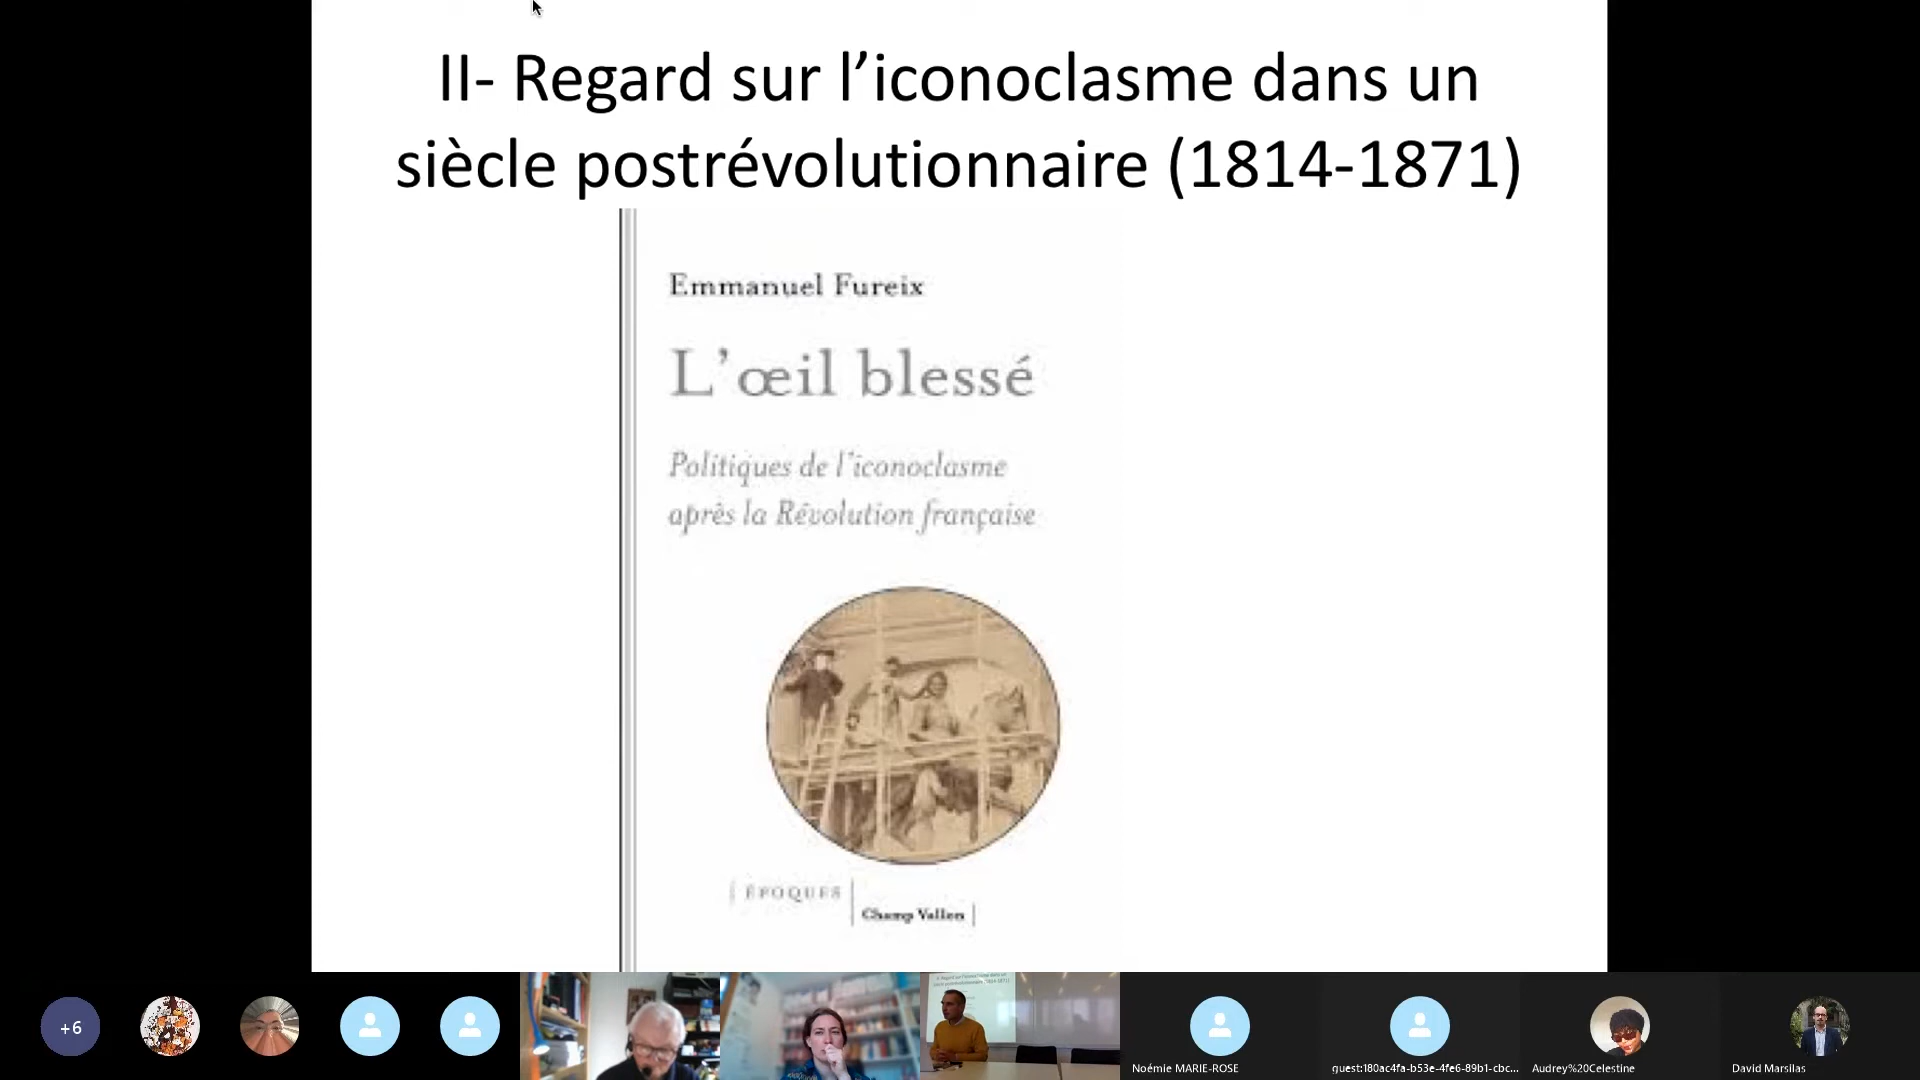 II- Regard sur l’iconoclasme dans un
siècle postrévolutionnaire (1814-1871)
Emmanuel Fureix
L’œil blessé
Politiques de l’iconoclasme
après la Révolution française
ÉPOQUES
Champ Vallon
+6
Noémie MARIE-ROSE
guest:180ac4fa-b53e-4fe6-89b1-cbc...
Audrey%20Celestine
David Marsilas